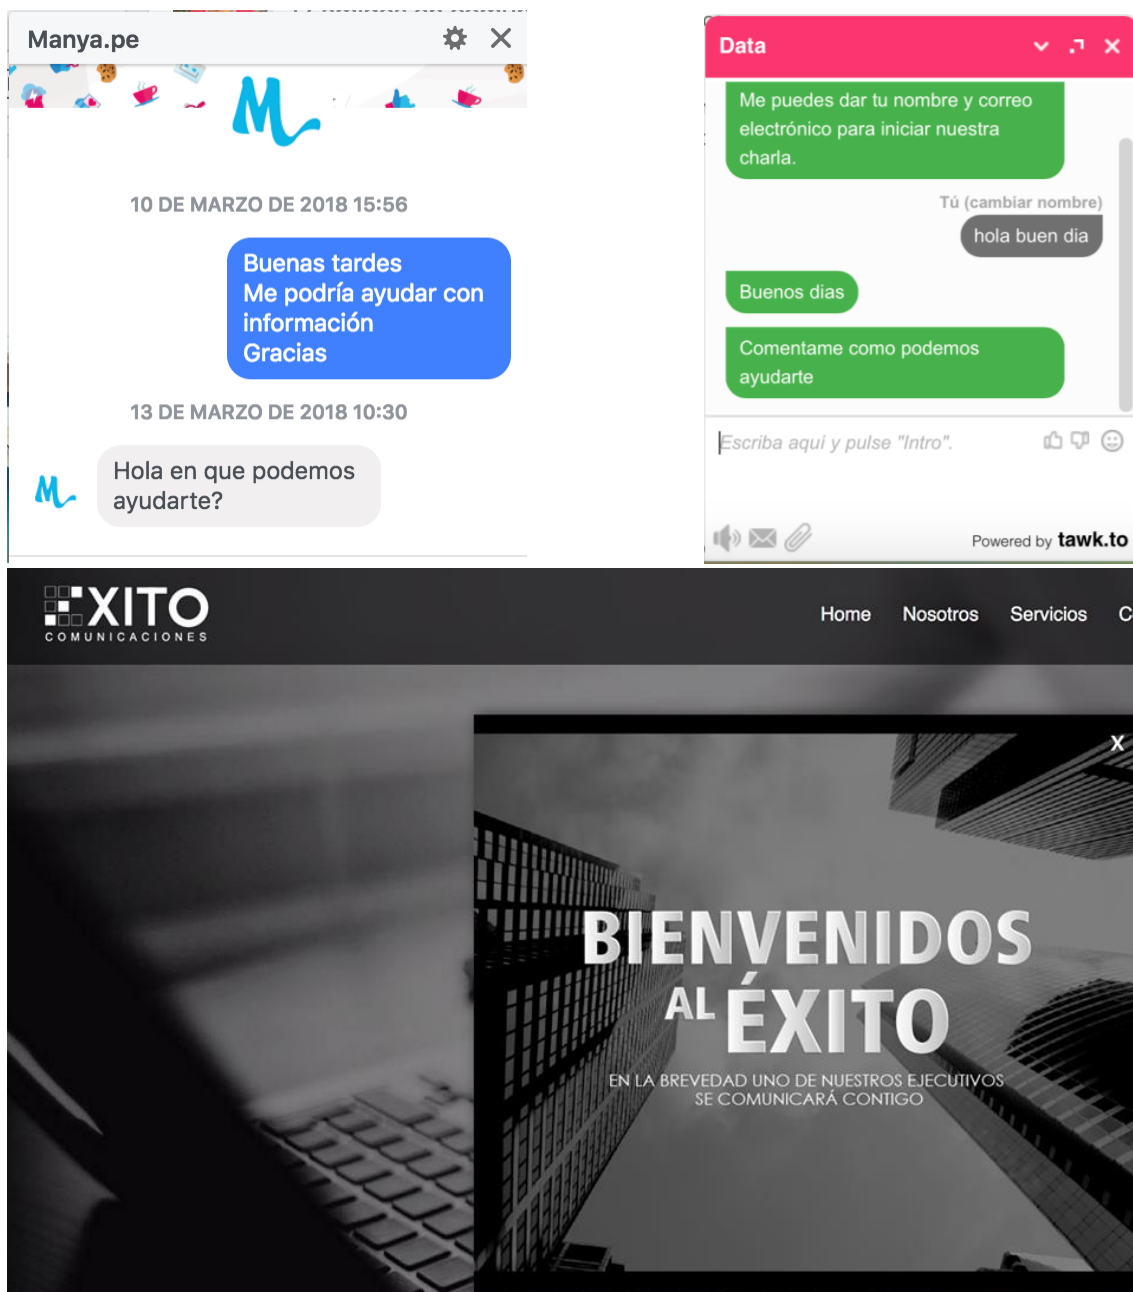 Manya.pe
10 DE MARZO DE 2018 15:56
Buenas tardes
Me podría ayudar con
información
Gracias
13 DE MARZO DE 2018 10:30
Hola en que podemos
ayudarte?
Data
Me puedes dar tu nombre y correo
electrónico para iniciar nuestra
charla.
Tú (cambiar nombre)
hola buen dia
Buenos dias
Comentame como podemos
ayudarte
Escriba aquí y pulse "Intro".
Powered by tawk.to
EXITO
COMUNICACIONES
Home Nosotros Servicios C
X
BIENVENIDOS
AL ÉXITO
EN LA BREVEDAD UNO DE NUESTROS EJECUTIVOS
SE COMUNICARÁ CONTIGO